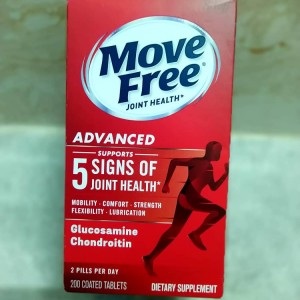 Move
Free®
JOINT HEALTH*
ADVANCED
SUPPORTS
5 SIGNS OF
JOINT HEALTH*
MOBILITY · COMFORT · STRENGTH
FLEXIBILITY · LUBRICATION
Glucosamine
Chondroitin
2 PILLS PER DAY
200 COATED TABLETS DIETARY SUPPLEMENT